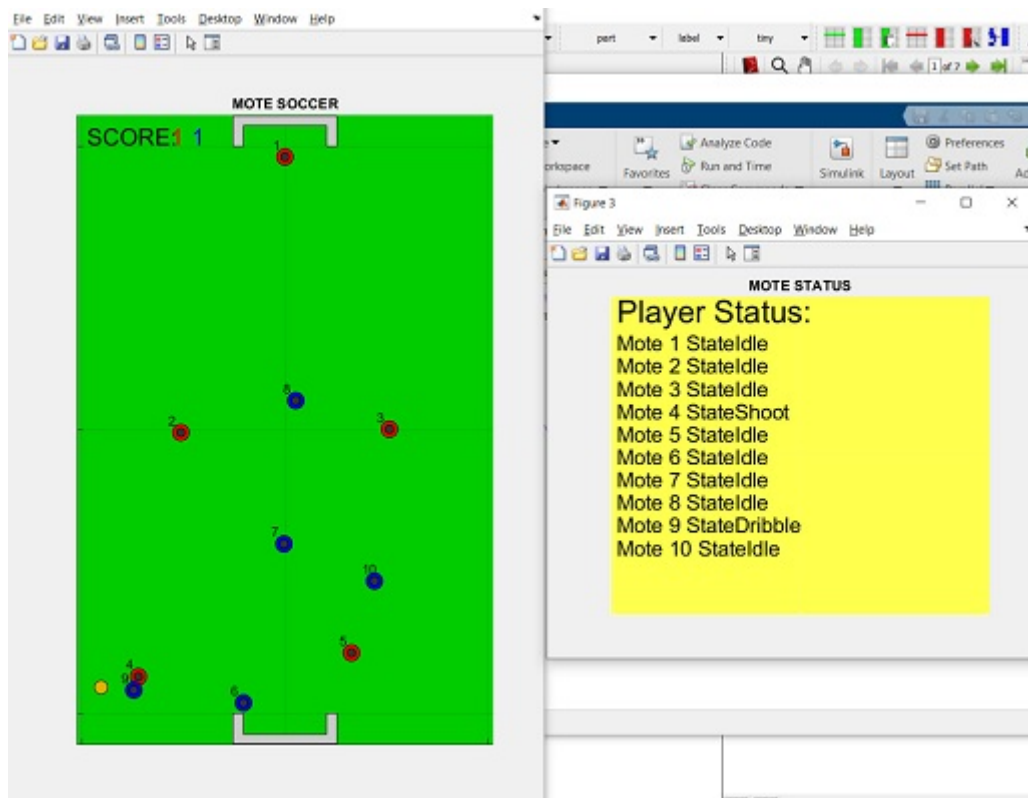 File Edit View Insert Tools Desktop Window Help
MOTE SOCCER
SCORE: 1 1
1
8
2
3
7
10
5
4
9
6
part label tiny
1 of 7
Analyze Code
Favorites
Run and Time
Simulink
Layout
Preferences
Set Path
Figure 3
File Edit View Insert Tools Desktop Window Help
MOTE STATUS
Player Status:
Mote 1 StateIdle
Mote 2 StateIdle
Mote 3 StateIdle
Mote 4 StateShoot
Mote 5 StateIdle
Mote 6 StateIdle
Mote 7 StateIdle
Mote 8 StateIdle
Mote 9 StateDribble
Mote 10 StateIdle